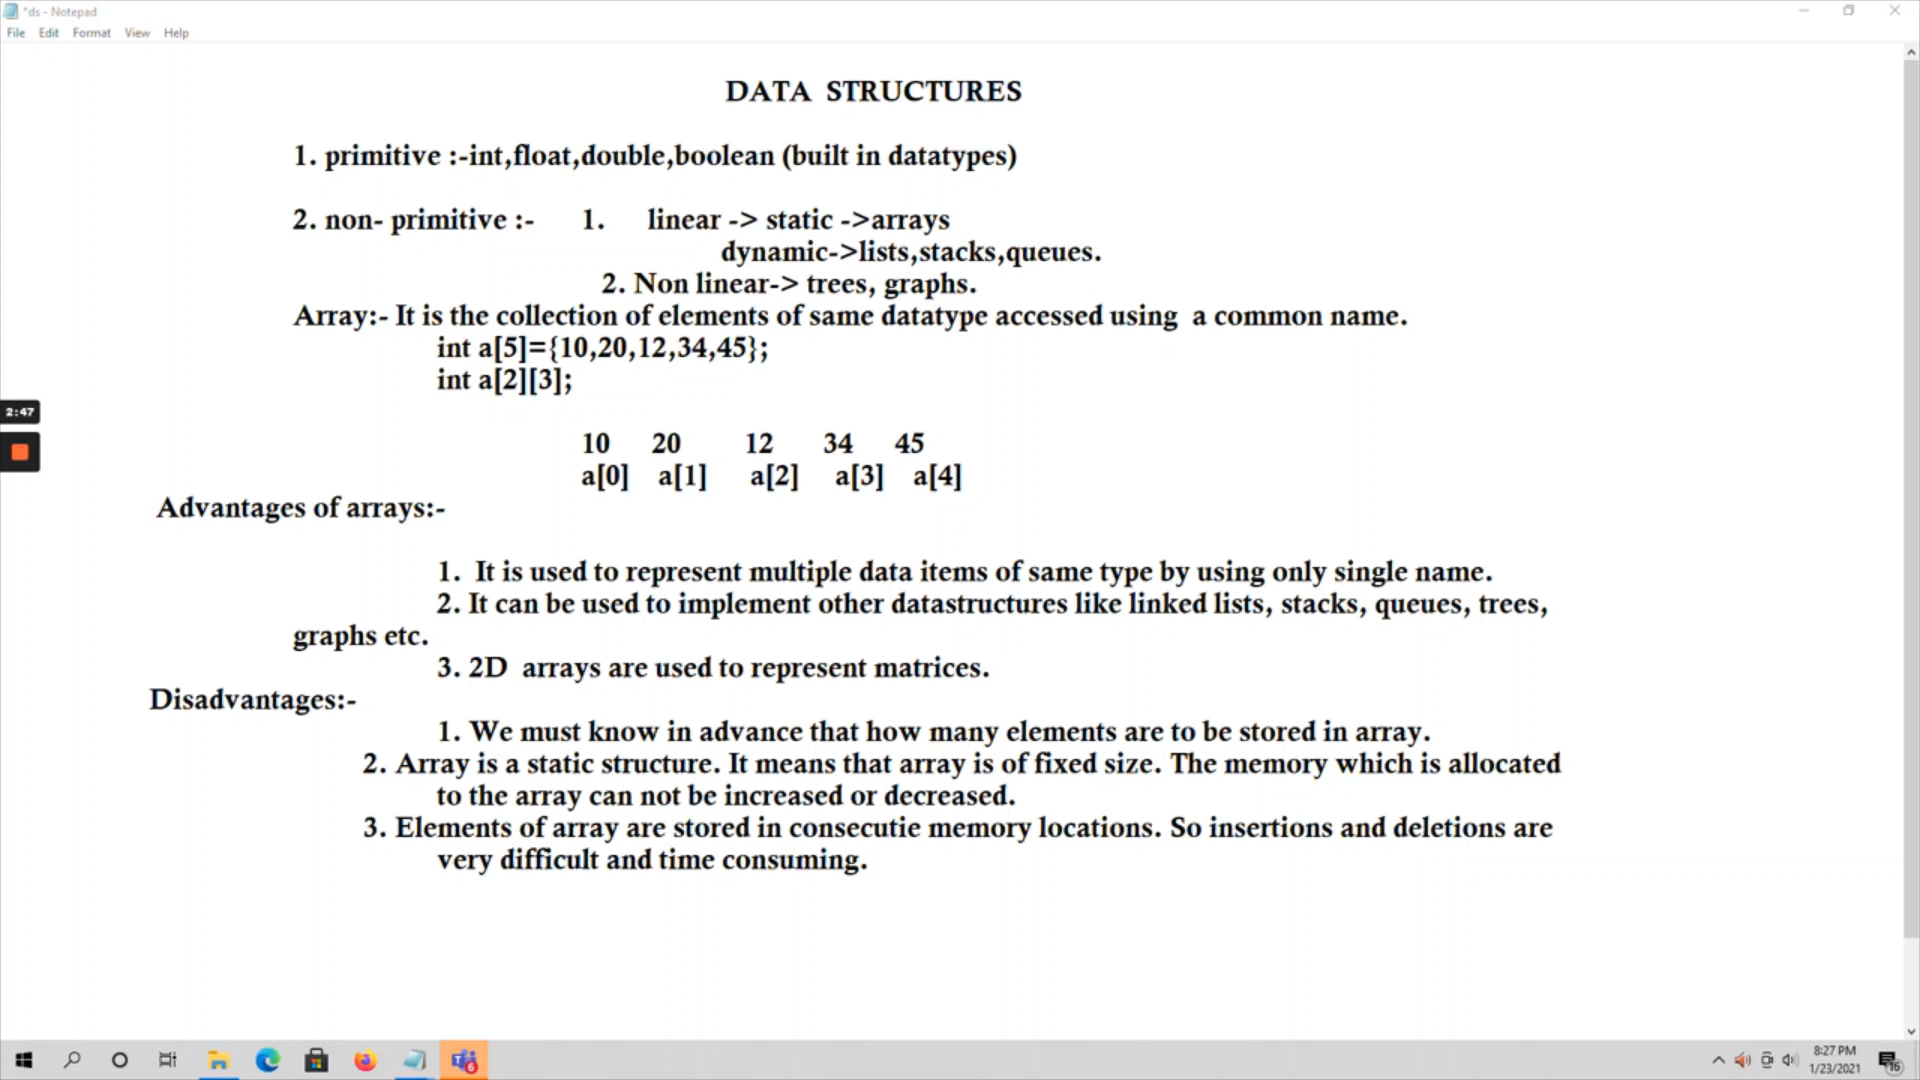 *ds - Notepad
File Edit Format View Help
DATA STRUCTURES
1. primitive :-int,float,double,boolean (built in datatypes)
2. non- primitive :- 1. linear -> static ->arrays
dynamic->lists,stacks,queues.
2. Non linear-> trees, graphs.
Array:- It is the collection of elements of same datatype accessed using a common name.
int a[5]={10,20,12,34,45};
int a[2][3];
2:47
10 20 12 34 45
a[0] a[1] a[2] a[3] a[4]
Advantages of arrays:-
1. It is used to represent multiple data items of same type by using only single name.
2. It can be used to implement other datastructures like linked lists, stacks, queues, trees,
graphs etc.
3. 2D arrays are used to represent matrices.
Disadvantages:-
1. We must know in advance that how many elements are to be stored in array.
2. Array is a static structure. It means that array is of fixed size. The memory which is allocated
to the array can not be increased or decreased.
3. Elements of array are stored in consecutie memory locations. So insertions and deletions are
very difficult and time consuming.
8:27 PM
1/23/2021
16
T
6